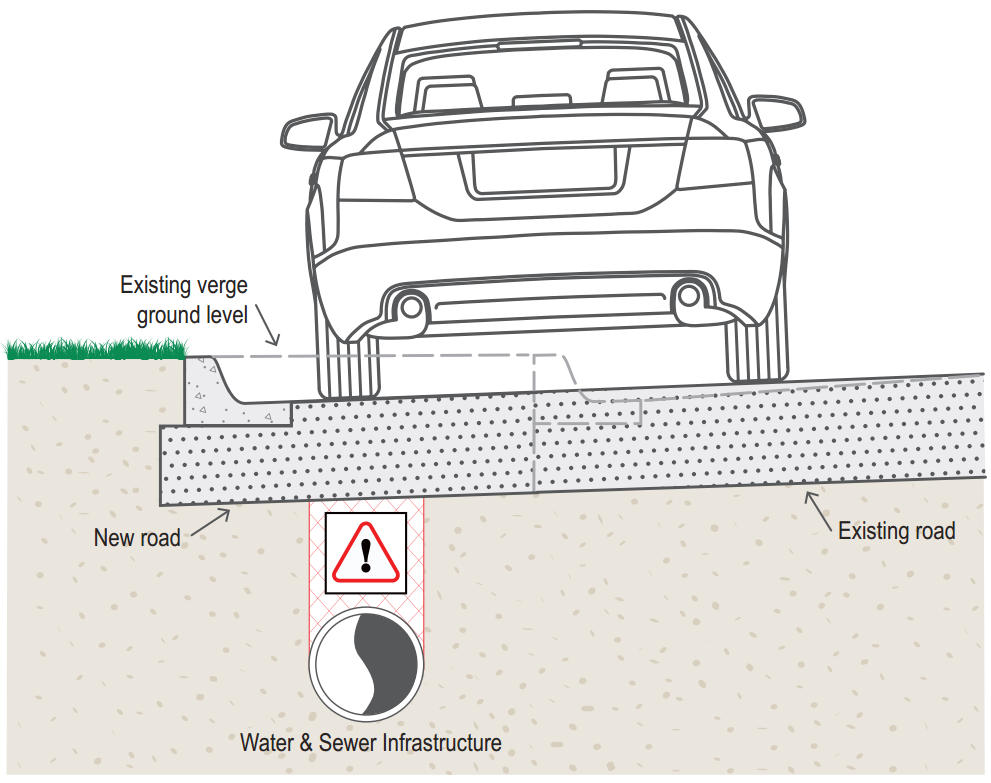 Existing verge
ground level
New road
!
Existing road
Water & Sewer Infrastructure